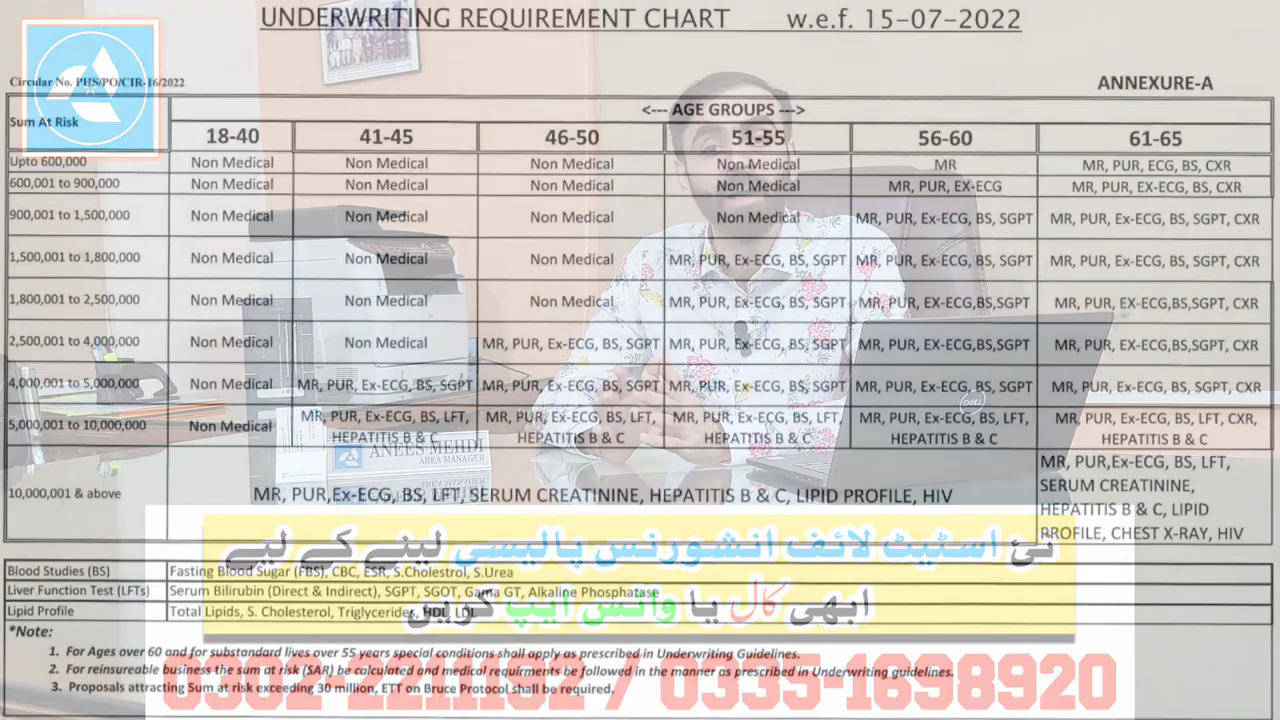 UNDERWRITING REQUIREMENT CHART w.e.f. 15-07-2022
Circular No. PHS/PO/CIR-16/2022
ANNEXURE-A
Sum At Risk
<--- AGE GROUPS --->
18-40 41-45 46-50 51-55 56-60 61-65
Upto 600,000 Non Medical Non Medical Non Medical Non Medical MR MR, PUR, ECG, BS, CXR
600,001 to 900,000 Non Medical Non Medical Non Medical Non Medical MR, PUR, EX-ECG MR, PUR, EX-ECG, BS, CXR
900,001 to 1,500,000 Non Medical Non Medical Non Medical Non Medical MR, PUR, Ex-ECG, BS, SGPT MR, PUR, Ex-ECG, BS, SGPT, CXR
1,500,001 to 1,800,000 Non Medical Non Medical Non Medical MR, PUR, Ex-ECG, BS, SGPT MR, PUR, Ex-ECG, BS, SGPT MR, PUR, Ex-ECG, BS, SGPT, CXR
1,800,001 to 2,500,000 Non Medical Non Medical Non Medical MR, PUR, Ex-ECG, BS, SGPT MR, PUR, Ex-ECG,BS,SGPT MR, PUR, Ex-ECG,BS,SGPT, CXR
2,500,001 to 4,000,000 Non Medical Non Medical MR, PUR, Ex-ECG, BS, SGPT MR, PUR, Ex-ECG, BS, SGPT MR, PUR, Ex-ECG,BS,SGPT MR, PUR, Ex-ECG,BS,SGPT, CXR
4,000,001 to 5,000,000 Non Medical MR, PUR, Ex-ECG, BS, SGPT MR, PUR, Ex-ECG, BS, SGPT MR, PUR, Ex-ECG, BS, SGPT MR, PUR, Ex-ECG, BS, SGPT MR, PUR, Ex-ECG, BS, SGPT, CXR
5,000,001 to 10,000,000 Non Medical MR, PUR, Ex-ECG, BS, LFT, MR, PUR, Ex-ECG, BS, LFT, MR, PUR, Ex-ECG, BS, LFT, MR, PUR, Ex-ECG, BS, LFT, MR, PUR, Ex-ECG, BS, LFT, CXR,
HEPATITIS B & C HEPATITIS B & C HEPATITIS B & C HEPATITIS B & C HEPATITIS B & C
ANEES MEHDI
AREA MANAGER
DELL
10,000,001 & above MR, PUR,Ex-ECG, BS, LFT, SERUM CREATININE, HEPATITIS B & C, LIPID PROFILE, HIV
MR, PUR,Ex-ECG, BS, LFT,
SERUM CREATININE,
HEPATITIS B & C, LIPID
PROFILE, CHEST X-RAY, HIV
نئ اسٹیٹ لائف انشورنس پالیسی لینے کے لیے
ابھی کال یا واٹس ایپ کریں
Blood Studies (BS) Fasting Blood Sugar (FBS), CBC, ESR, S.Cholestrol, S.Urea
Liver Function Test (LFTs) Serum Bilirubin (Direct & Indirect), SGPT, SGOT, Gama GT, Alkaline Phosphatase
Lipid Profile Total Lipids, S. Cholesterol, Triglycerides, HDL, LDL
*Note:
1. For Ages over 60 and for substandard lives over 55 years special conditions shall apply as prescribed in Underwriting Guidelines.
2. For reinsureable business the sum at risk (SAR) be calculated and medical requirments be followed in the manner as prescribed in Underwriting guidelines.
3. Proposals attracting Sum at risk exceeding 30 million, ETT on Bruce Protocol shall be required.
/ 0335-1698920